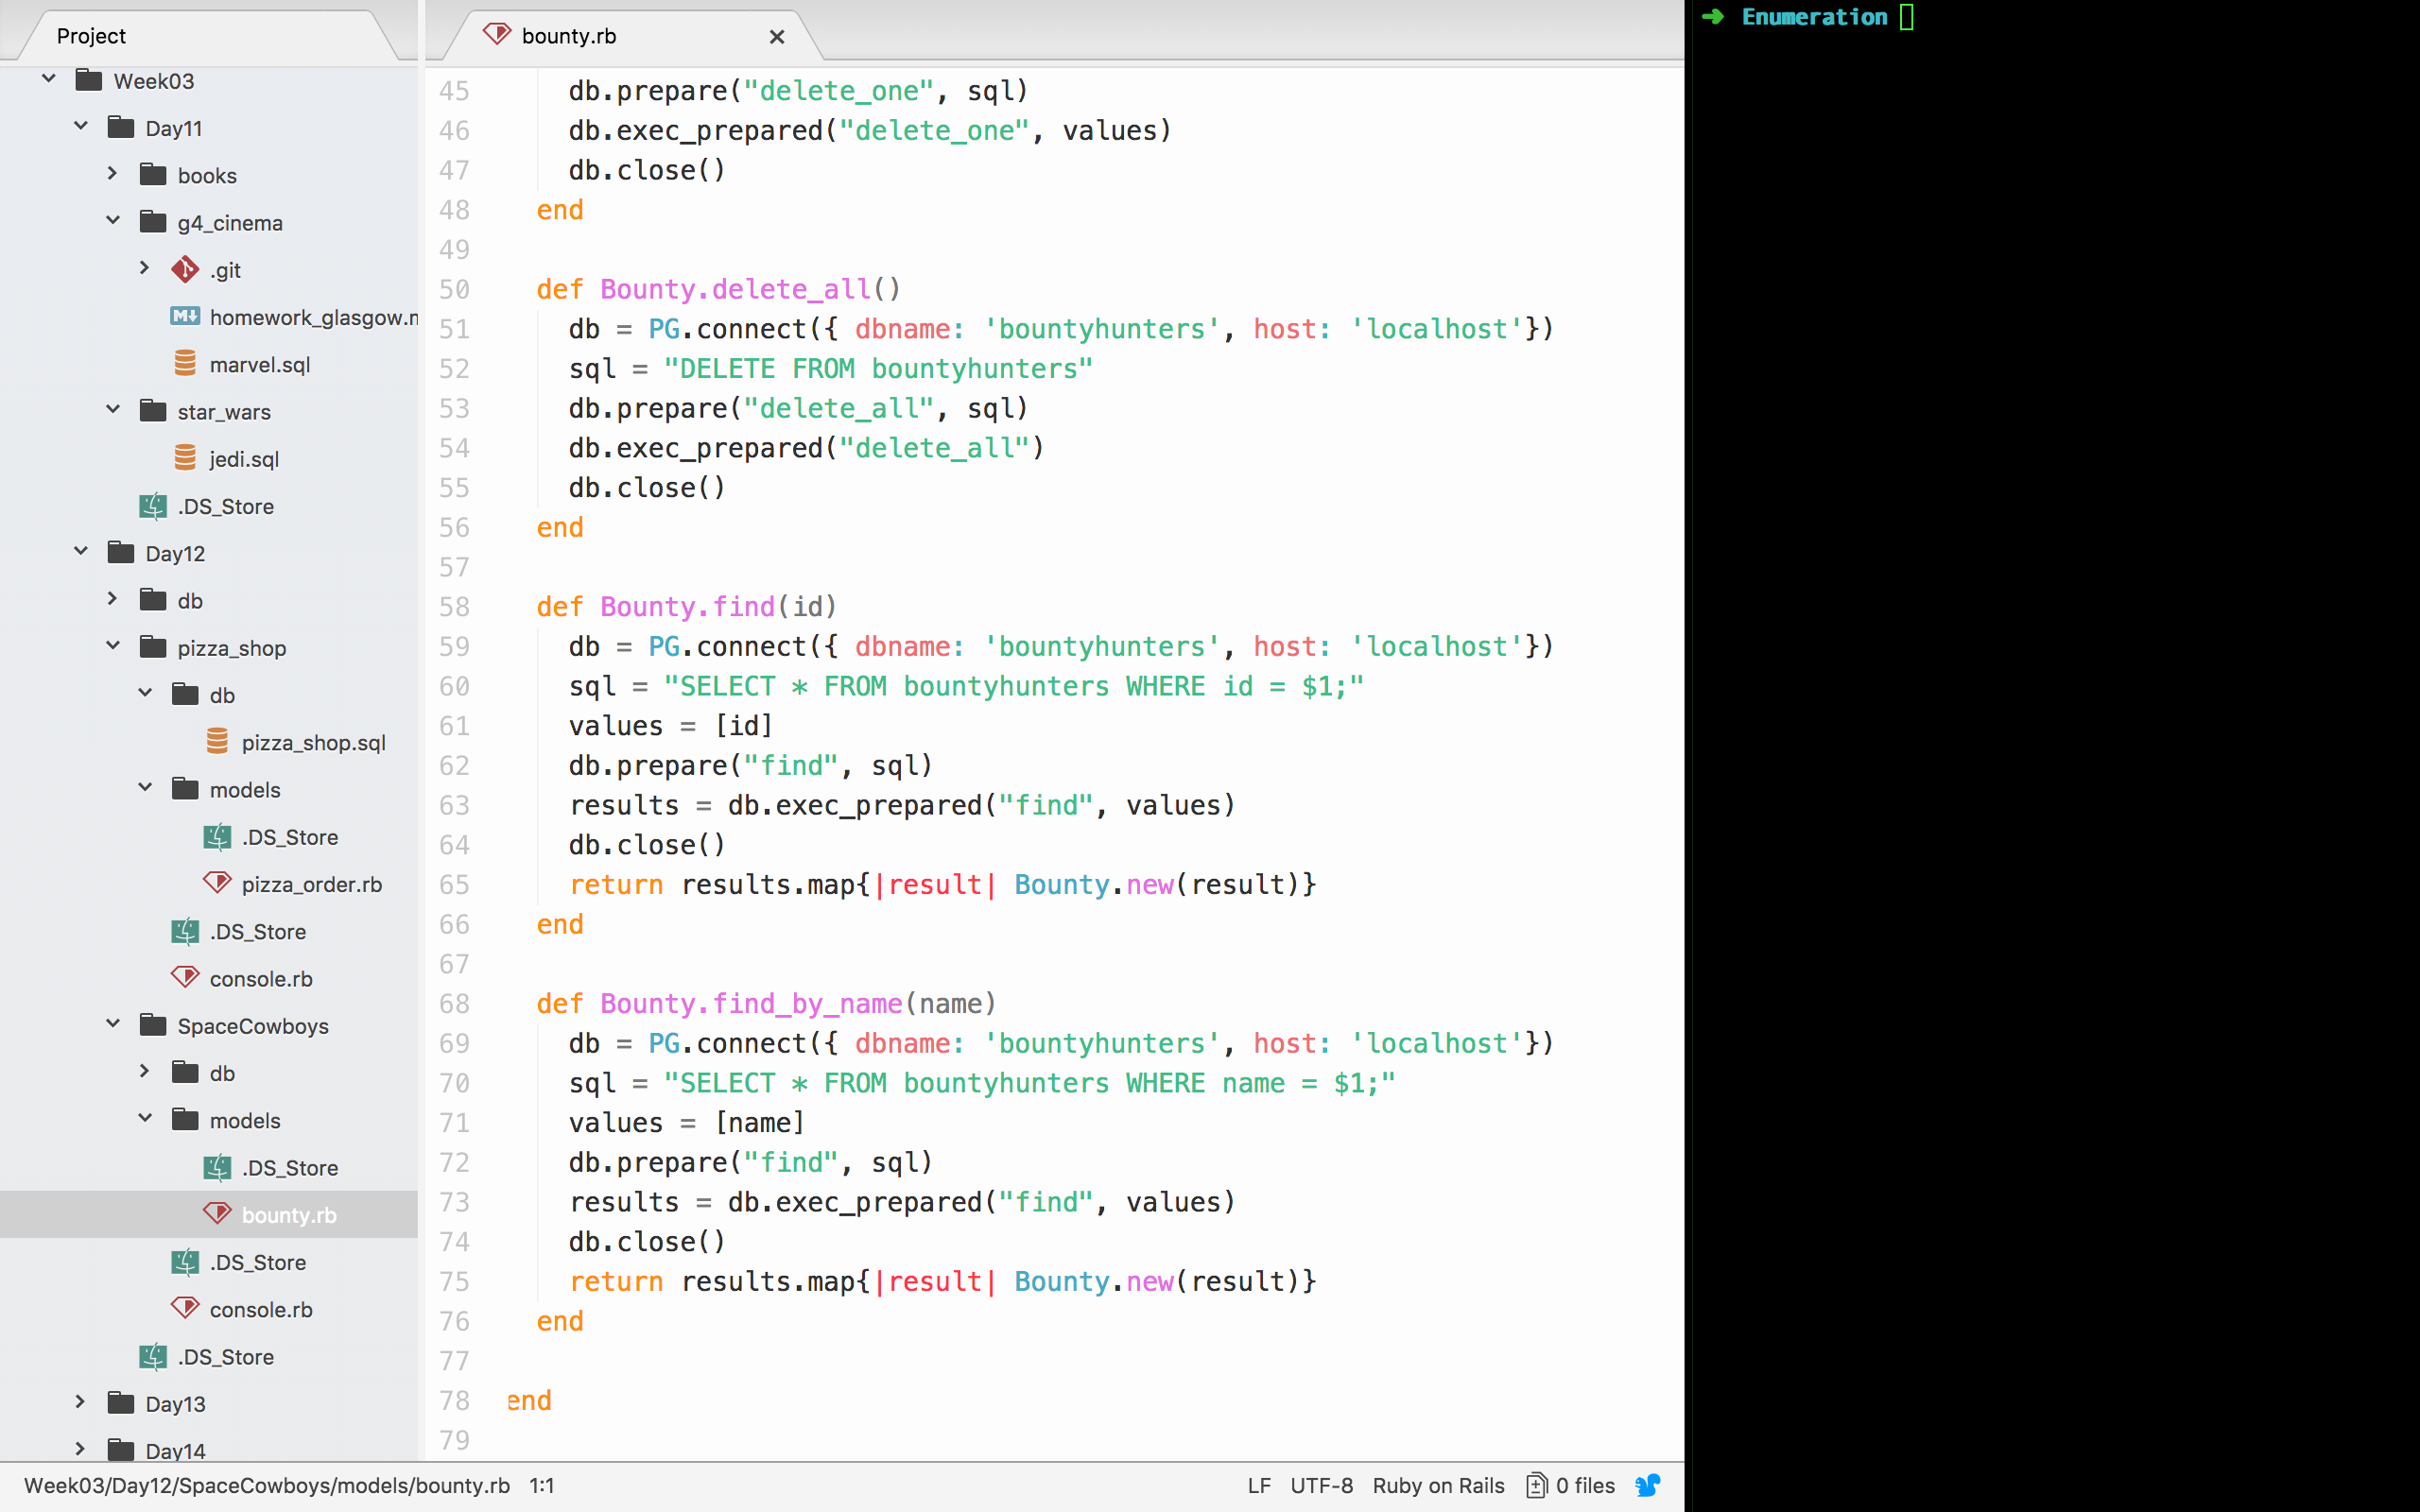 Project
Week03
Day11
books
g4_cinema
.git
homework_glasgow.
marvel.sql
star_wars
jedi.sql
.DS_Store
Day12
db
pizza_shop
db
pizza_shop.sql
models
.DS_Store
pizza_order.rb
.DS_Store
console.rb
SpaceCowboys
db
models
.DS_Store
bounty.rb
.DS_Store
console.rb
.DS_Store
Day13
Day14
bounty.rb
45 db.prepare("delete_one", sql)
46 db.exec_prepared("delete_one", values)
47 db.close()
48 end
49
50 def Bounty.delete_all()
51 db = PG.connect({ dbname: 'bountyhunters', host: 'localhost'})
52 sql = "DELETE FROM bountyhunters"
53 db.prepare("delete_all", sql)
54 db.exec_prepared("delete_all")
55 db.close()
56 end
57
58 def Bounty.find(id)
59 db = PG.connect({ dbname: 'bountyhunters', host: 'localhost'})
60 sql = "SELECT * FROM bountyhunters WHERE id = $1;"
61 values = [id]
62 db.prepare("find", sql)
63 results = db.exec_prepared("find", values)
64 db.close()
65 return results.map{|result| Bounty.new(result)}
66 end
67
68 def Bounty.find_by_name(name)
69 db = PG.connect({ dbname: 'bountyhunters', host: 'localhost'})
70 sql = "SELECT * FROM bountyhunters WHERE name = $1;"
71 values = [name]
72 db.prepare("find", sql)
73 results = db.exec_prepared("find", values)
74 db.close()
75 return results.map{|result| Bounty.new(result)}
76 end
77
78 end
79
Week03/Day12/SpaceCowboys/models/bounty.rb 1:1
LF UTF-8 Ruby on Rails 0 files
➜ Enumeration